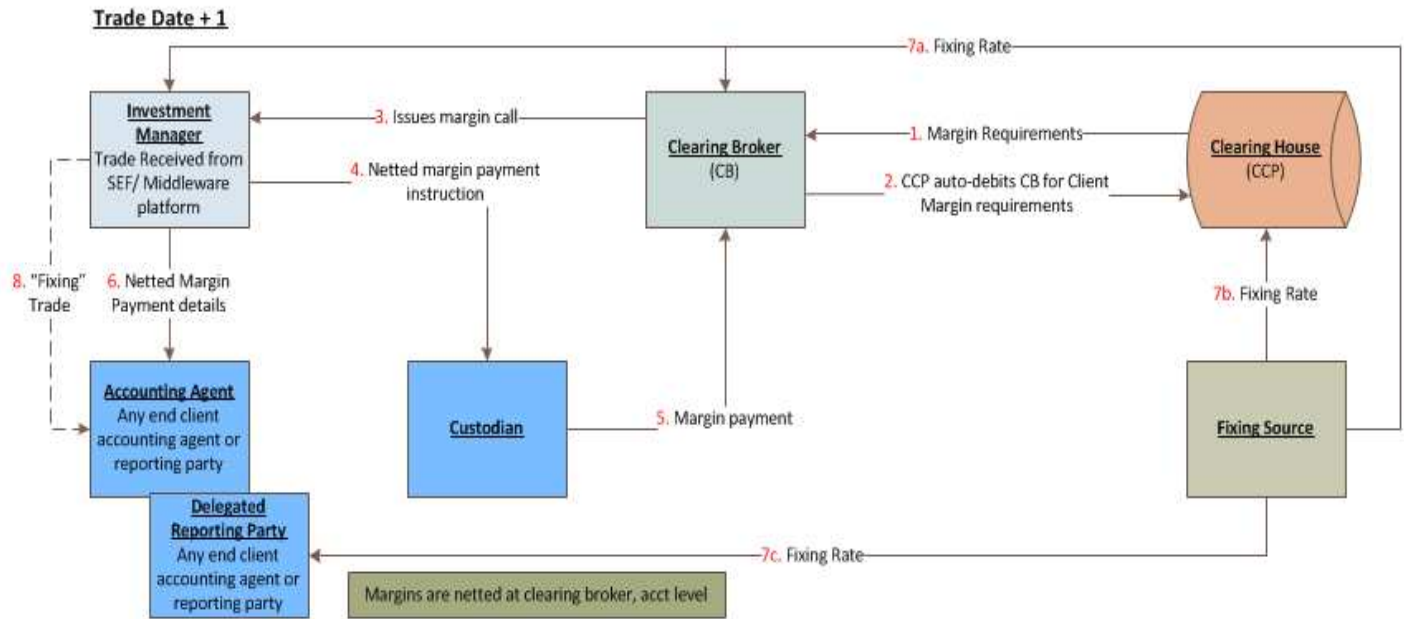 Trade Date + 1
7a. Fixing Rate
Investment
Manager
Trade Received from
SEF/ Middleware
platform
3. Issues margin call
Clearing Broker
(CB)
1. Margin Requirements
Clearing House
(CCP)
4. Netted margin payment
instruction
2. CCP auto-debits CB for Client
Margin requirements
8. "Fixing"
Trade
6. Netted Margin
Payment details
7b. Fixing Rate
Accounting Agent
Any end client
accounting agent or
reporting party
Custodian
5. Margin payment
Fixing Source
Delegated
Reporting Party
Any end client
accounting agent or
reporting party
7c. Fixing Rate
Margins are netted at clearing broker, acct level